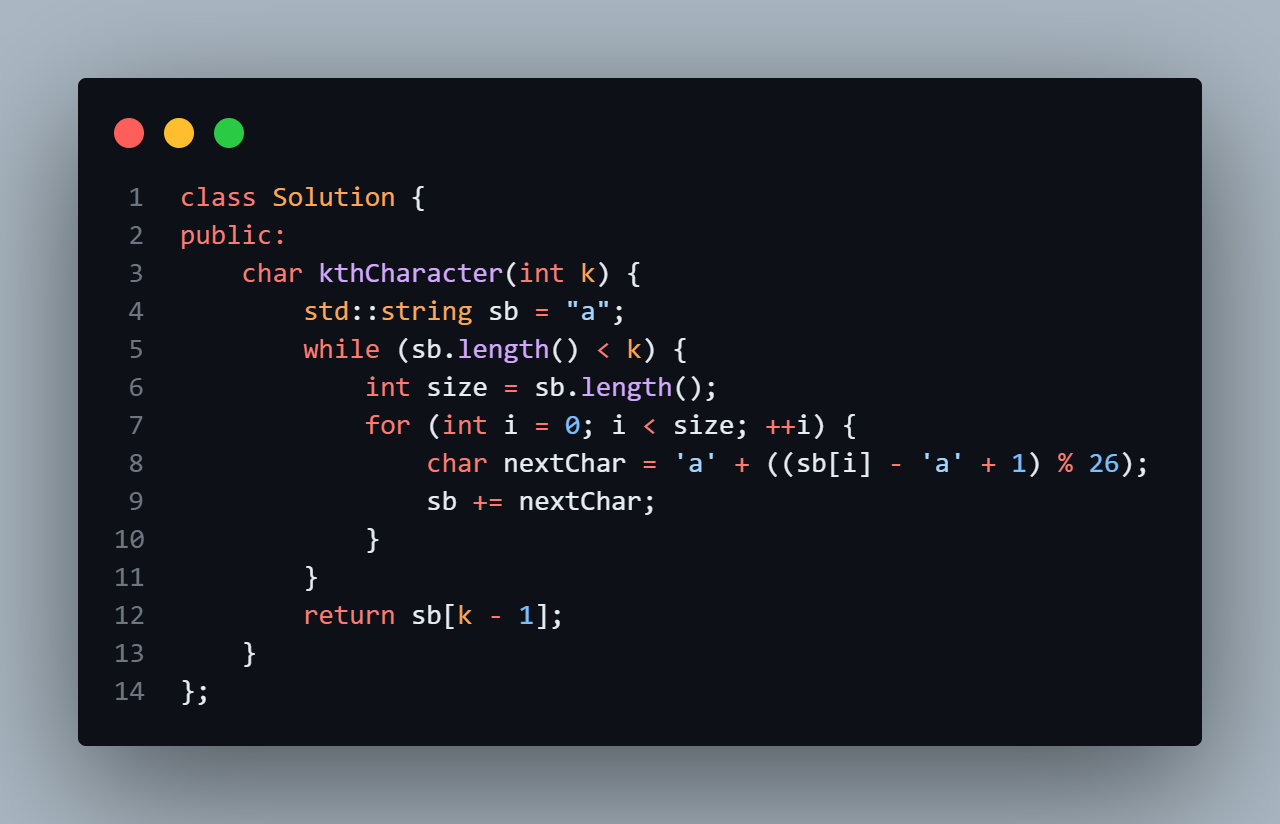 1 class Solution {
2 public:
3     char kthCharacter(int k) {
4         std::string sb = "a";
5         while (sb.length() < k) {
6             int size = sb.length();
7             for (int i = 0; i < size; ++i) {
8                 char nextChar = 'a' + ((sb[i] - 'a' + 1) % 26);
9                 sb += nextChar;
10             }
11         }
12         return sb[k - 1];
13     }
14 };